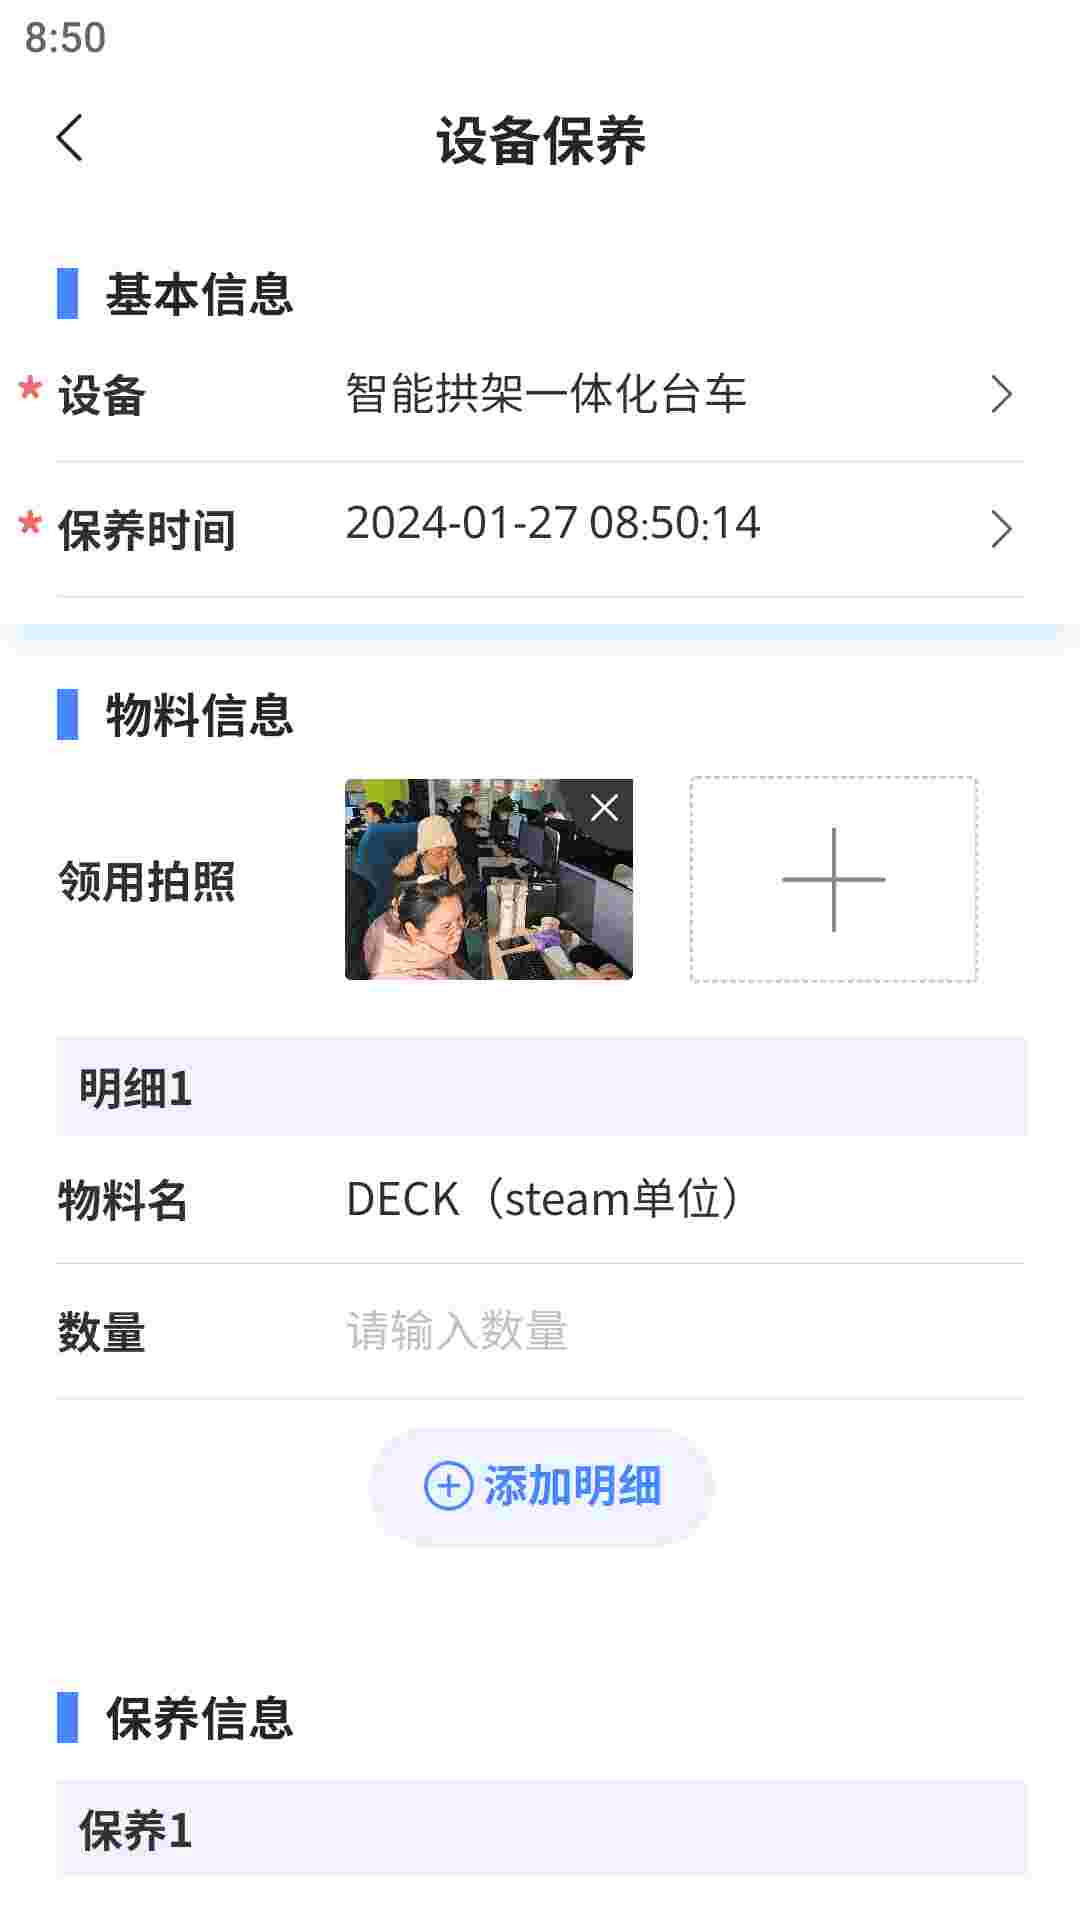 8:50
设备保养
基本信息
* 设备 智能拱架一体化台车
* 保养时间 2024-01-27 08:50:14
物料信息
领用拍照
明细1
物料名 DECK（steam单位）
数量 请输入数量
添加明细
保养信息
保养1